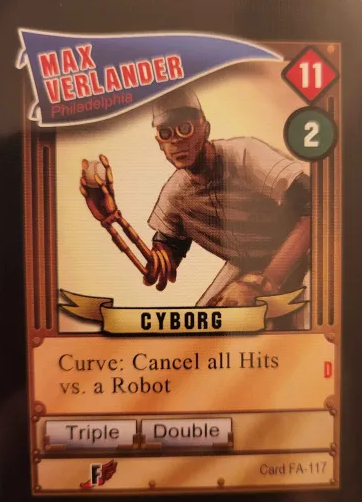 MAX
VERLANDER
Philadelphia
11
2
CYBORG
Curve: Cancel all Hits
vs. a Robot
D
Triple
Double
F
Card FA-117